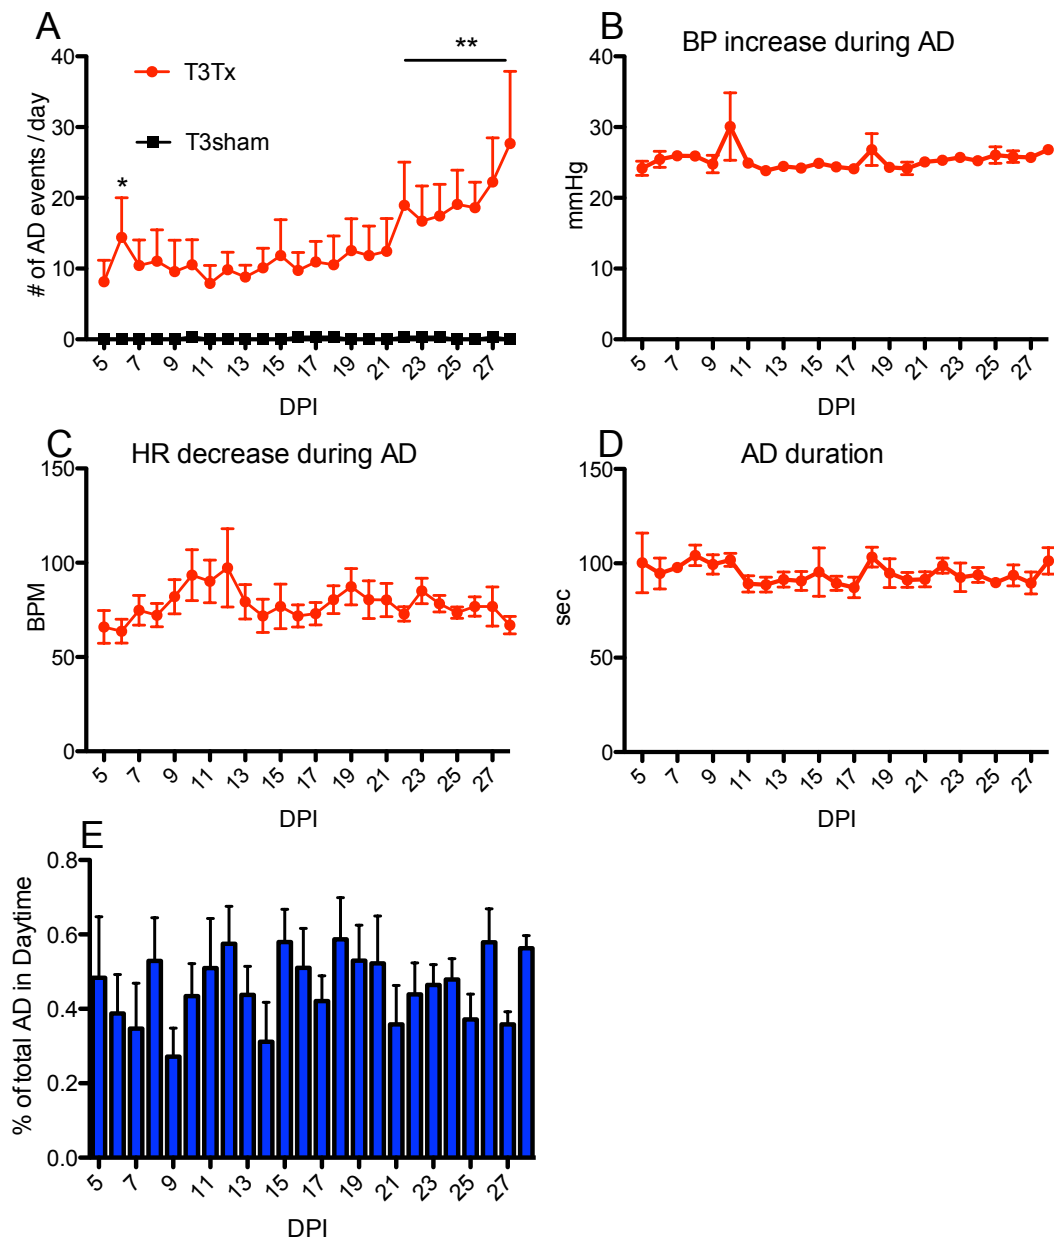 A
40
30
20
10
0
# of AD events / day
T3Tx
T3sham
*
**
5 7 9 11 13 15 17 19 21 23 25 27
DPI
B
BP increase during AD
40
30
20
10
0
mmHg
5 7 9 11 13 15 17 19 21 23 25 27
DPI
C
HR decrease during AD
150
100
50
0
BPM
5 7 9 11 13 15 17 19 21 23 25 27
DPI
D
AD duration
150
100
50
0
sec
5 7 9 11 13 15 17 19 21 23 25 27
DPI
E
0.8
0.6
0.4
0.2
0.0
% of total AD in Daytime
5 7 9 11 13 15 17 19 21 23 25 27
DPI